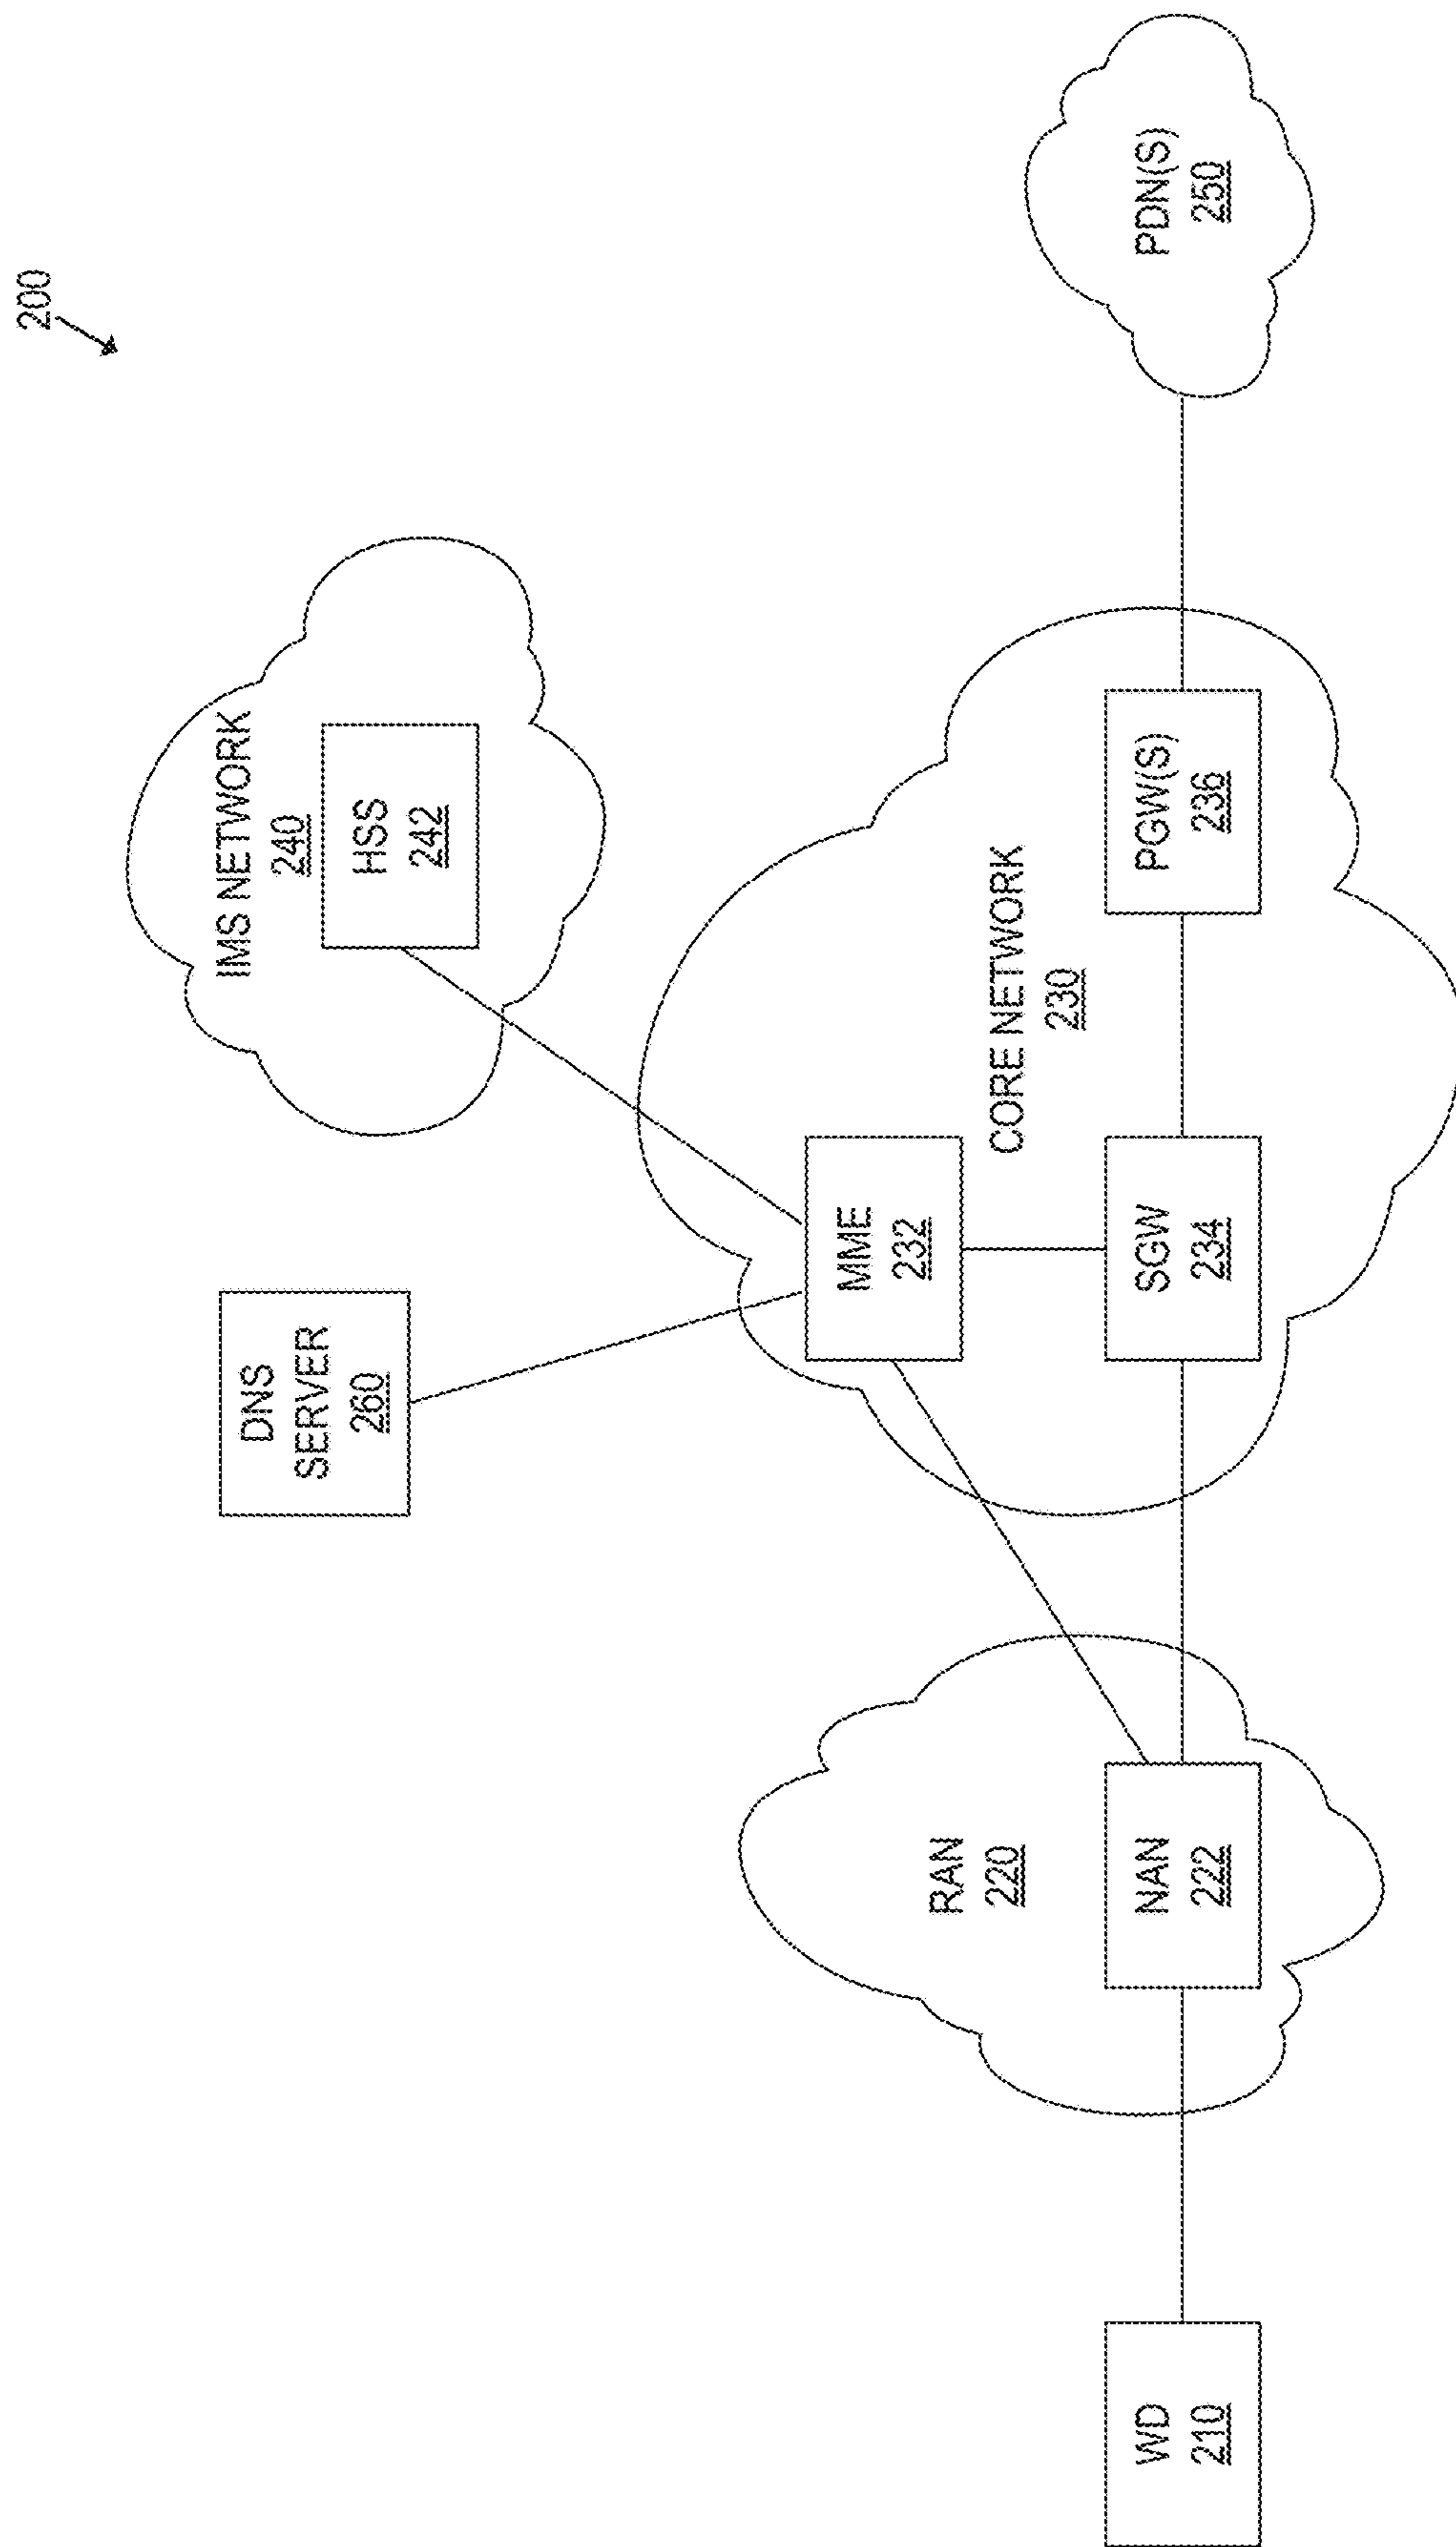 200
IMS NETWORK
240
HSS
242
DNS
SERVER
260
CORE NETWORK
230
MME
232
RAN
220
WD
210
NAN
222
SGW
234
PGW(S)
236
PDN(S)
250